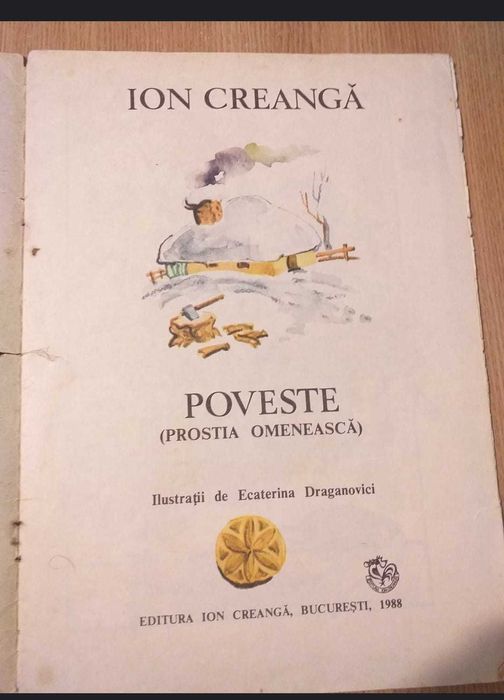 ION CREANGĂ
POVESTE
(PROSTIA OMENEASCĂ)
Ilustrații de Ecaterina Draganovici
EDITURA ION CREANGĂ, BUCUREȘTI, 1988